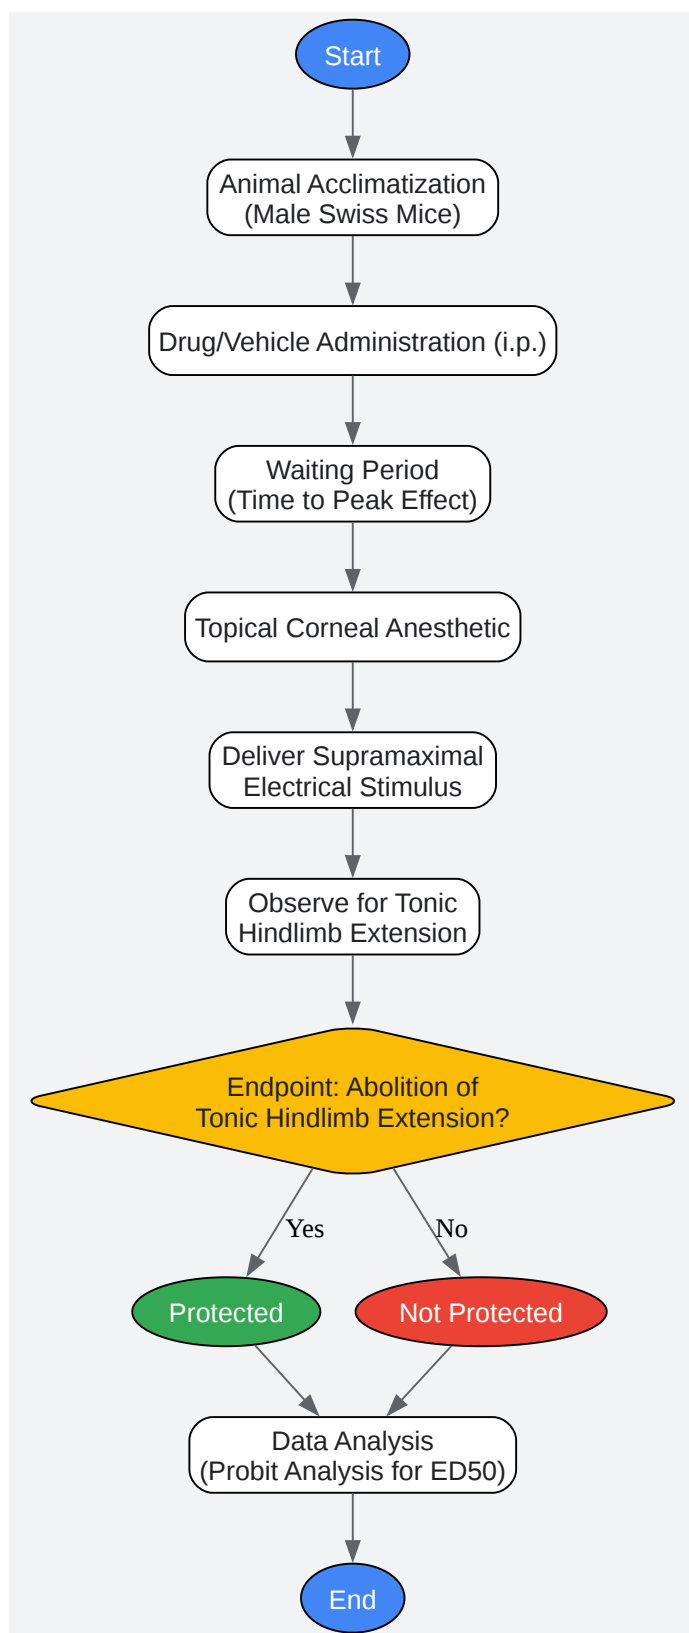 Start
Animal Acclimatization
(Male Swiss Mice)
Drug/Vehicle Administration (i.p.)
Waiting Period
(Time to Peak Effect)
Topical Corneal Anesthetic
Deliver Supramaximal
Electrical Stimulus
Observe for Tonic
Hindlimb Extension
Endpoint: Abolition of
Tonic Hindlimb Extension?
Yes
No
Protected
Not Protected
Data Analysis
(Probit Analysis for ED50)
End